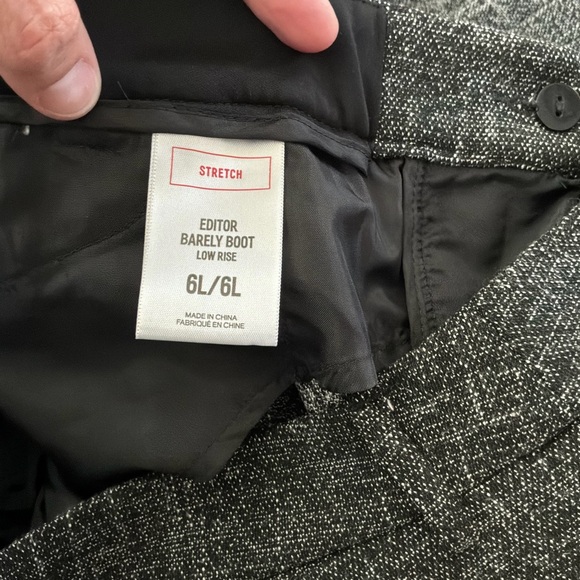 STRETCH
EDITOR
BARELY BOOT
LOW RISE
6L/6L
MADE IN CHINA
FABRIQUÉ EN CHINE